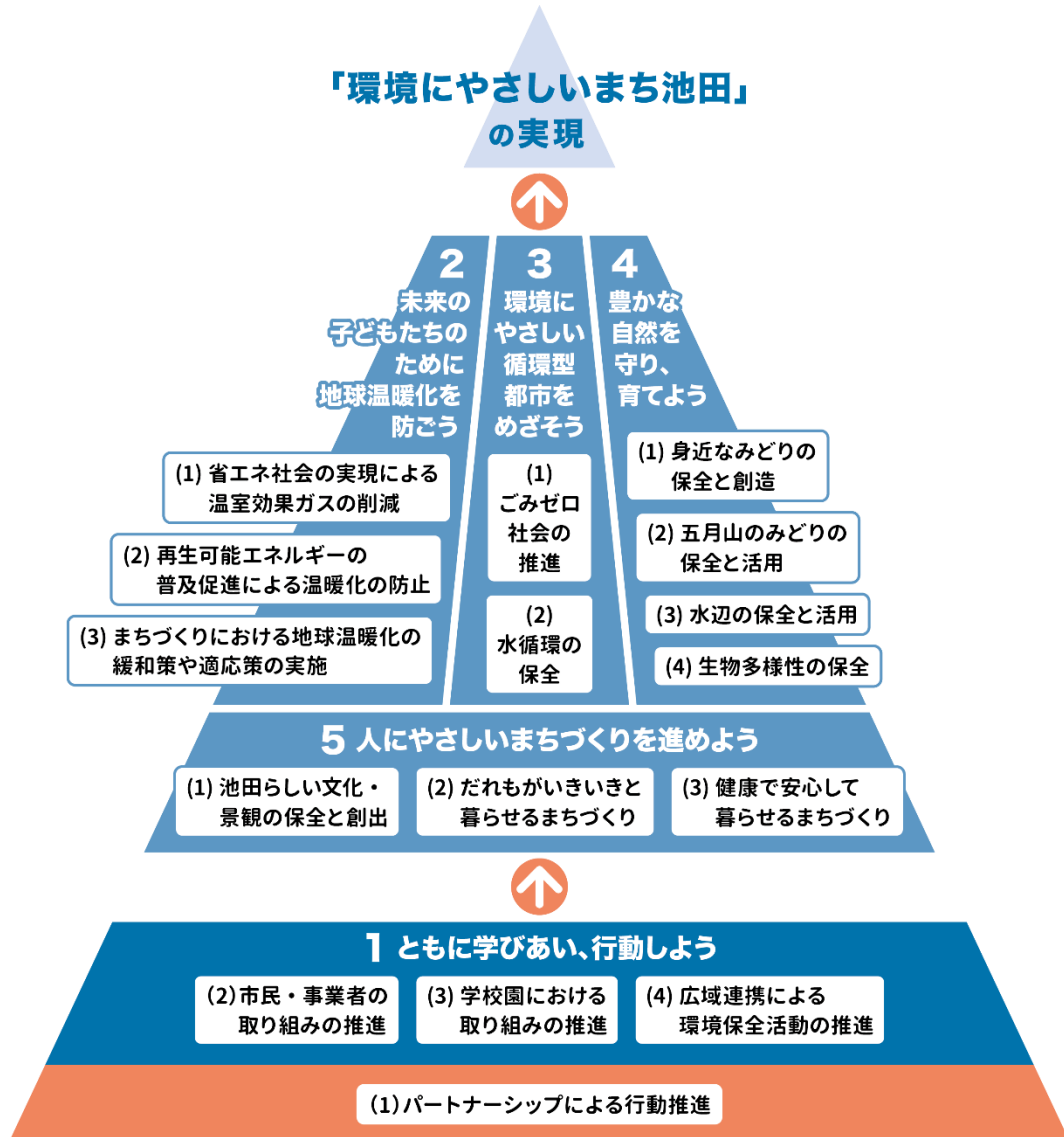 「環境にやさしいまち池田」
の実現
2
未来の
子どもたちの
ために
地球温暖化を
防ごう
(1) 省エネ社会の実現による
温室効果ガスの削減
(2) 再生可能エネルギーの
普及促進による温暖化の防止
(3) まちづくりにおける地球温暖化の
緩和策や適応策の実施
3
環境に
やさしい
循環型
都市を
めざそう
(1)
ごみゼロ
社会の
推進
(2)
水循環の
保全
4
豊かな
自然を
守り、
育てよう
(1) 身近なみどりの
保全と創造
(2) 五月山のみどりの
保全と活用
(3) 水辺の保全と活用
(4) 生物多様性の保全
5 人にやさしいまちづくりを進めよう
(1) 池田らしい文化・
景観の保全と創出
(2) だれもがいきいきと
暮らせるまちづくり
(3) 健康で安心して
暮らせるまちづくり
1 ともに学びあい、行動しよう
(2)市民・事業者の
取り組みの推進
(3) 学校園における
取り組みの推進
(4) 広域連携による
環境保全活動の推進
(1)パートナーシップによる行動推進